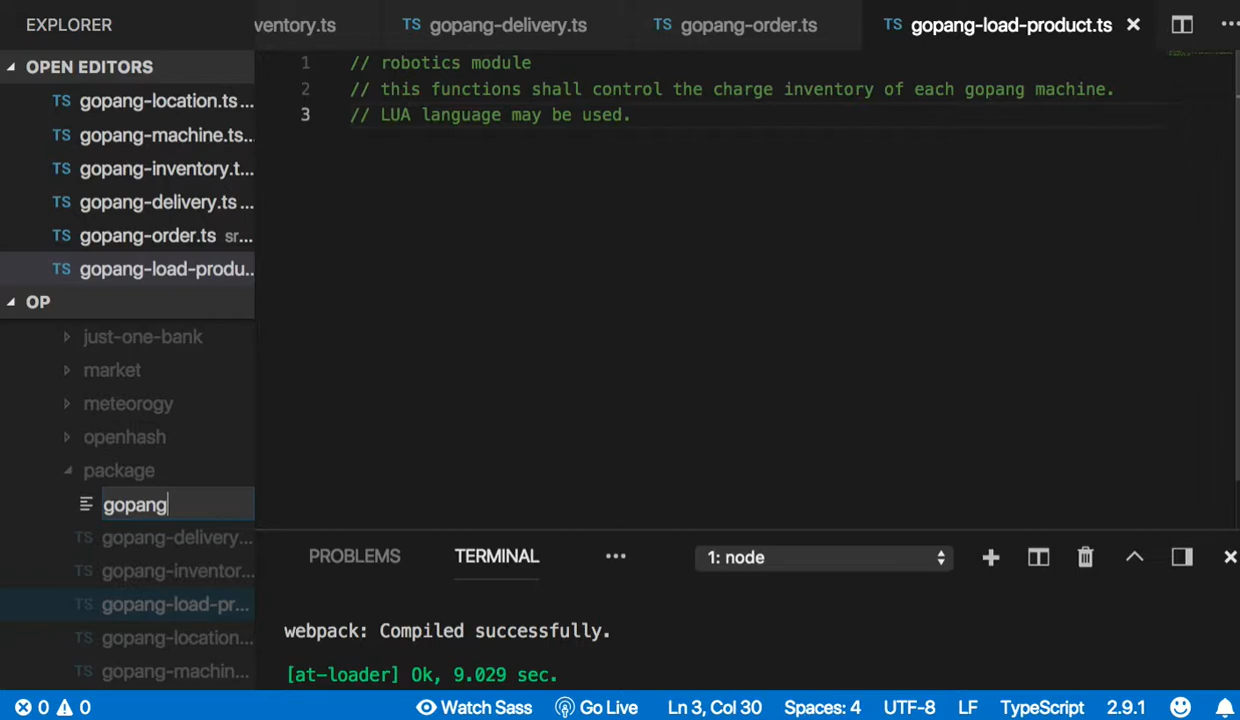 EXPLORER
ventory.ts
TS gopang-delivery.ts
TS gopang-order.ts
TS gopang-load-product.ts
OPEN EDITORS
TS gopang-location.ts ...
TS gopang-machine.ts...
TS gopang-inventory.t...
TS gopang-delivery.ts ...
TS gopang-order.ts sr...
TS gopang-load-produ...
OP
just-one-bank
market
meteorogy
openhash
package
gopang
TS gopang-delivery...
TS gopang-inventor...
TS gopang-load-pr...
TS gopang-location...
TS gopang-machin...
1 // robotics module
2 // this functions shall control the charge inventory of each gopang machine.
3 // LUA language may be used.
PROBLEMS TERMINAL ... 1: node
webpack: Compiled successfully.
[at-loader] Ok, 9.029 sec.
0 0 Watch Sass Go Live Ln 3, Col 30 Spaces: 4 UTF-8 LF TypeScript 2.9.1